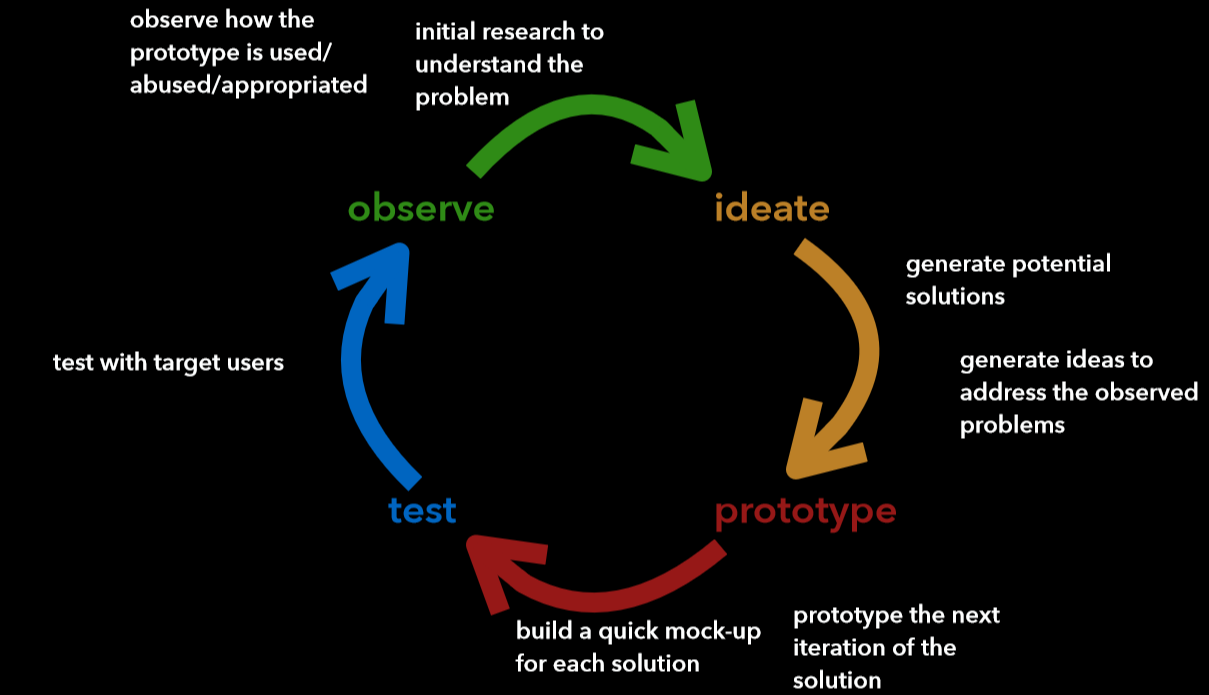 observe how the
prototype is used/
abused/appropriated
initial research to
understand the
problem
observe
ideate
generate potential
solutions
generate ideas to
address the observed
problems
test with target users
test
prototype
build a quick mock-up
for each solution
prototype the next
iteration of the
solution